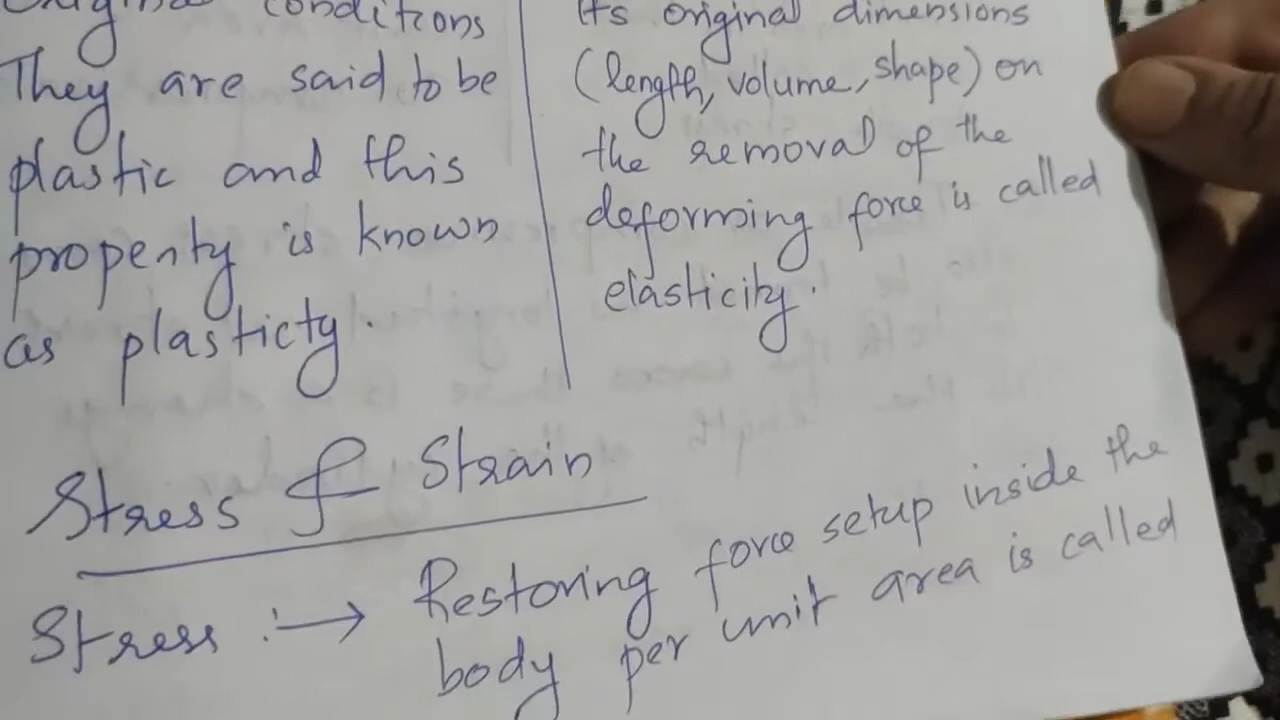 Original conditions
They are said to be
plastic and this
property is known
as plasticty.
its original dimensions
(length, volume, shape) on
the removal of the
deforming force is called
elasticity.
Stress & Strain
Stress :→ Restoring force setup inside the
body per unit area is called